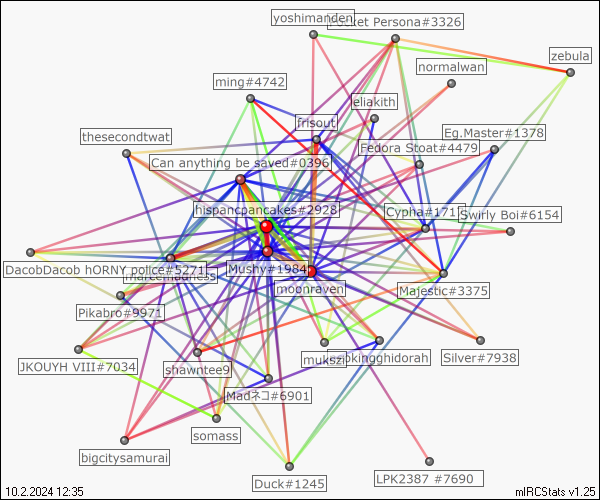 yoshimanden
Pocket Persona#3326
zebula
normalwan
ming#4742
eliakith
frisout
Eg.Master#1378
thesecondtwat
Fedora Stoat#4479
Can anything be saved#0396
hispancpancakes#2928
Cypha#171
Swirly Boi#6154
DacobDacob hORNY police#5271
Mushy#1984
marcemadness
moonraven
Majestic#3375
Pikabro#9971
mukszi
kingghidorah
Silver#7938
JKOUYH VIII#7034
shawntee9
Madネコ#6901
somass
bigcitysamurai
Duck#1245
LPK2387 #7690
10.2.2024 12:35
mIRCStats v1.25